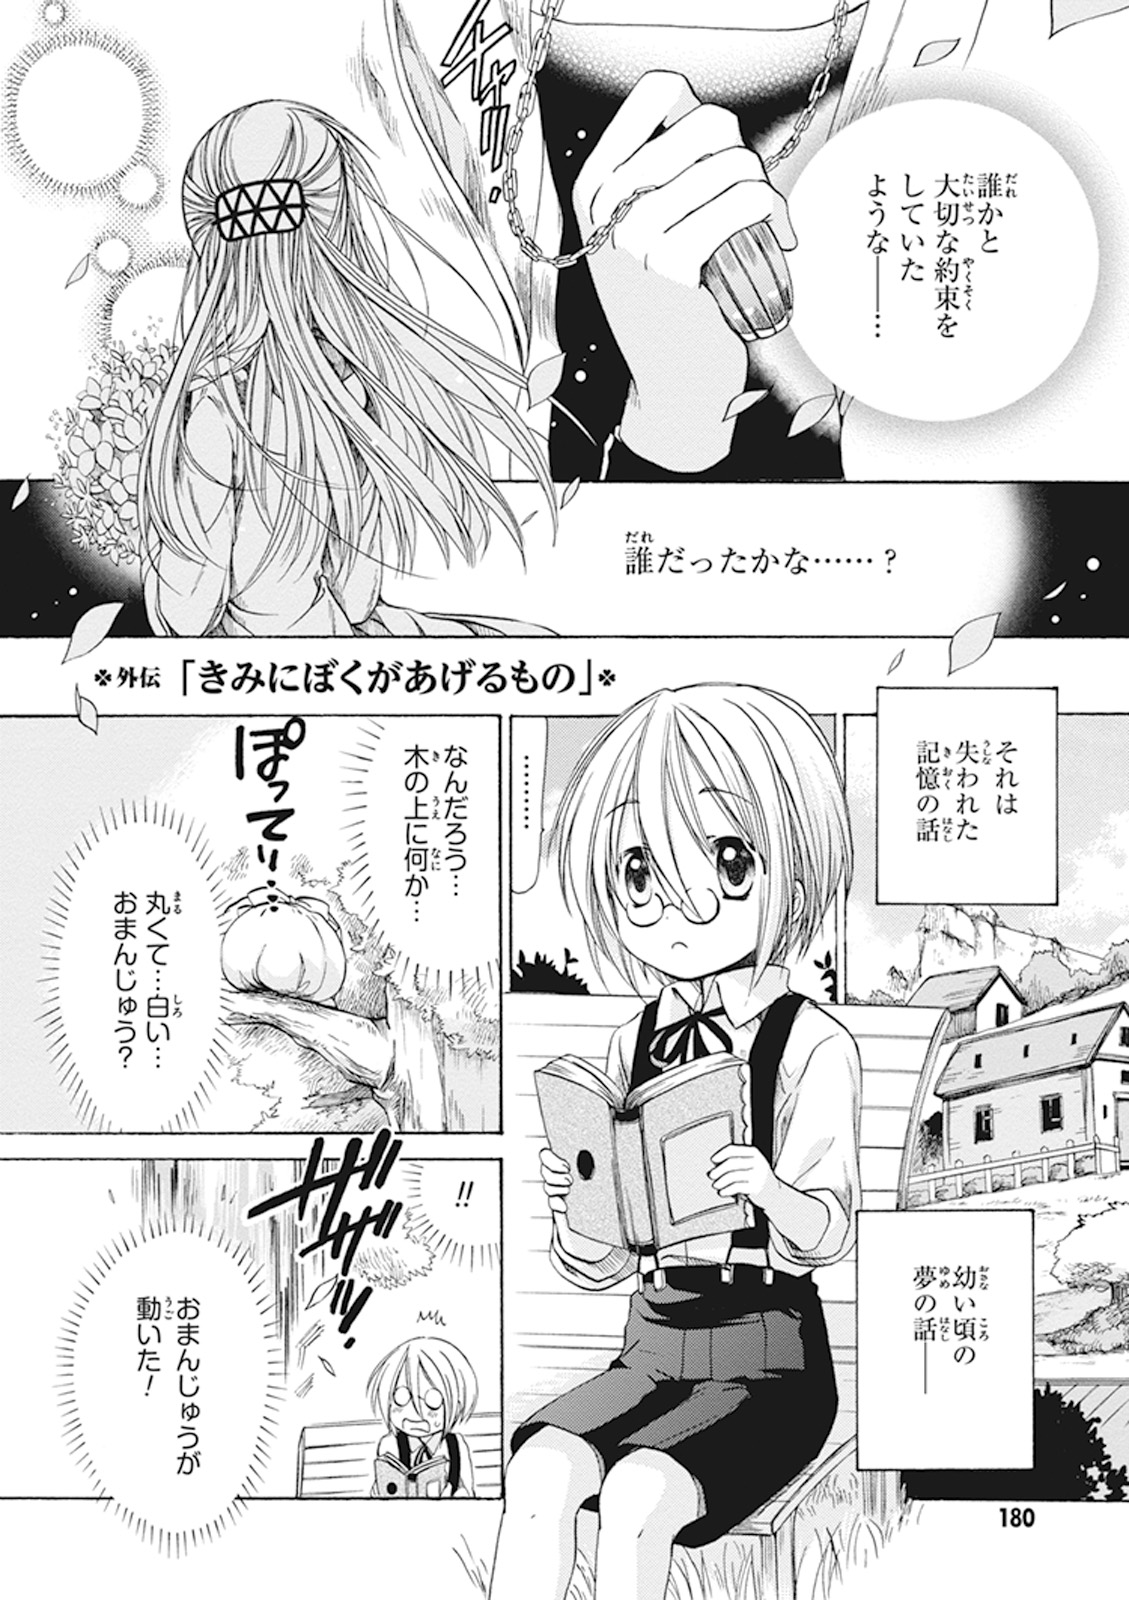 チャリッ
誰かと
大切な約束を
していた
ような――…
誰だったかな……？
外伝「きみにぼくがあげるもの」
それは
失われた
記憶の話
幼い頃の
夢の話――
………
なんだろう…
木の上に何か…
ぽってり…
丸くて…白い…
おまんじゅう？
!!
ザザザッ!
おまんじゅうが
動いた！
180